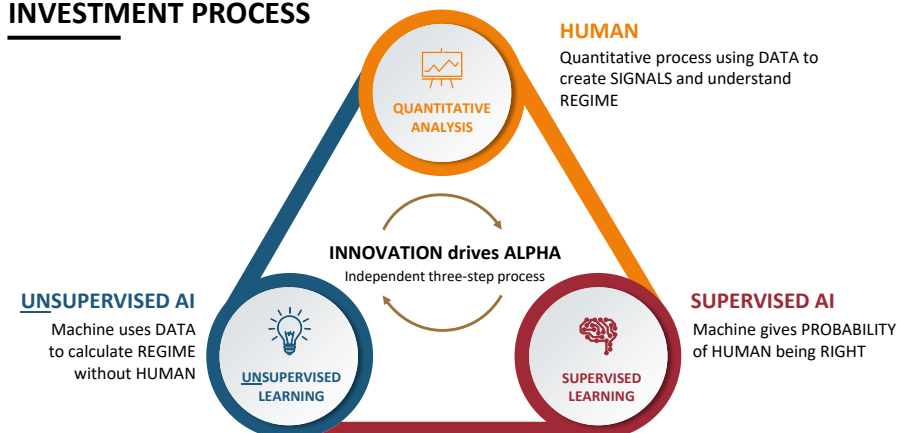 INVESTMENT PROCESS
HUMAN
Quantitative process using DATA to
create SIGNALS and understand
REGIME
QUANTITATIVE
ANALYSIS
INNOVATION drives ALPHA
Independent three-step process
UNSUPERVISED AI
Machine uses DATA
to calculate REGIME
without HUMAN
UNSUPERVISED
LEARNING
SUPERVISED
LEARNING
SUPERVISED AI
Machine gives PROBABILITY
of HUMAN being RIGHT